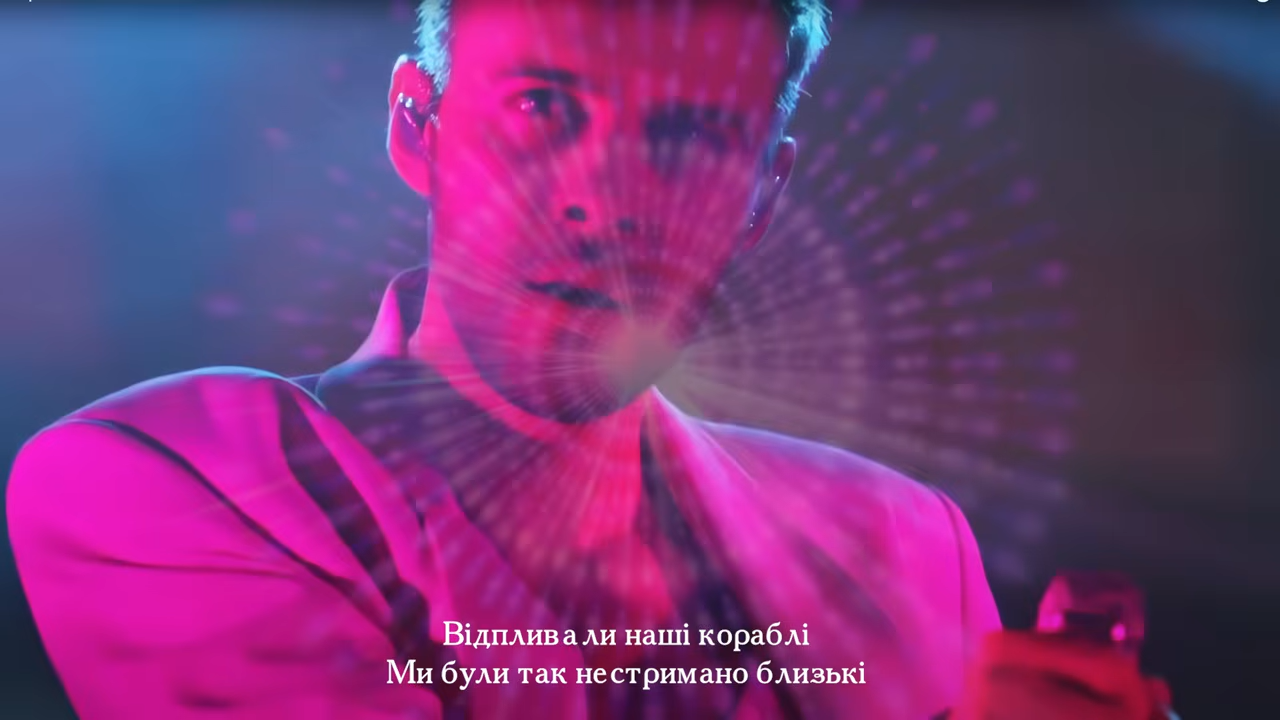 Відпливали наші кораблі
Ми були так нестримано близькі